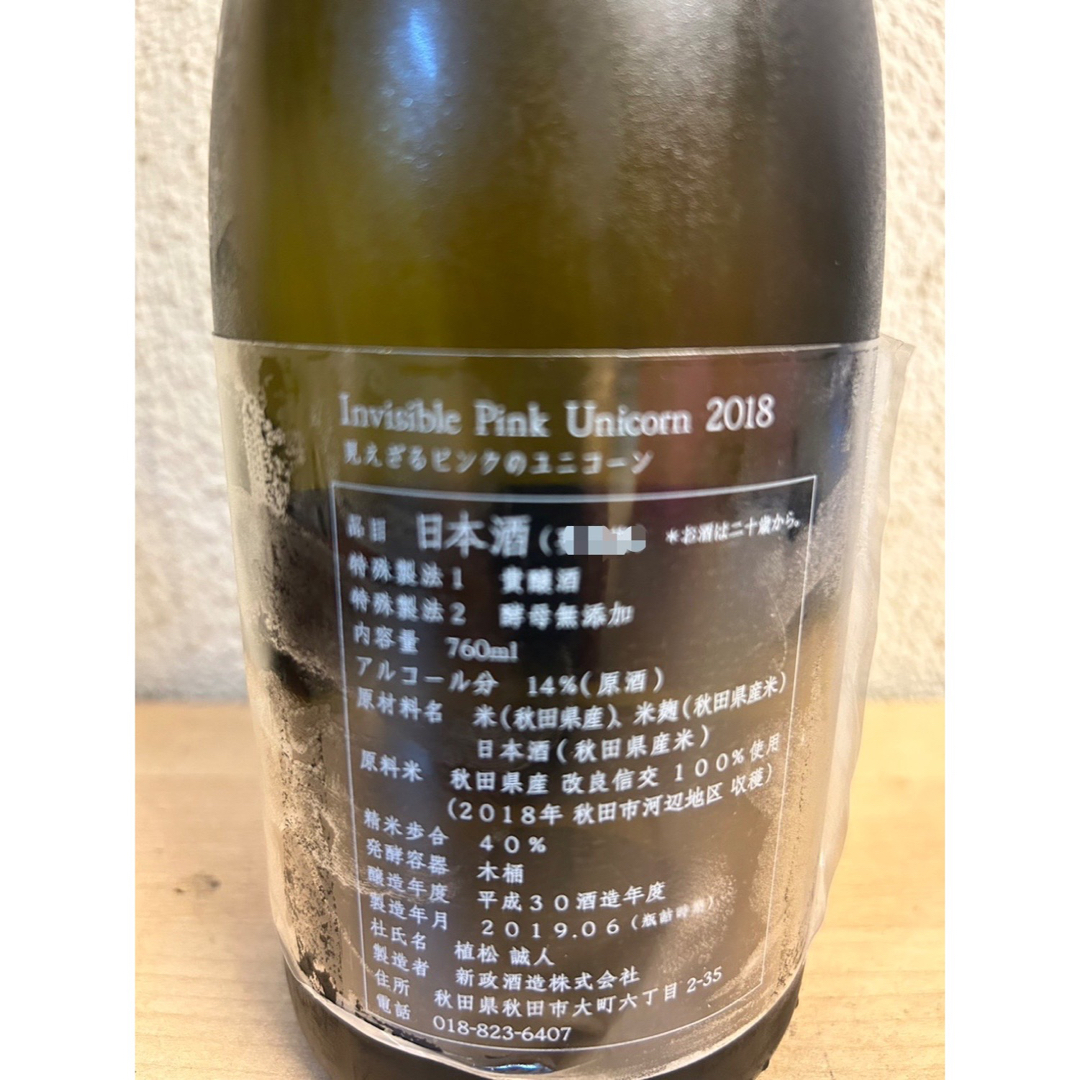 Invisible Pink Unicorn 2018
見えざるピンクのユニコーン
品目 日本酒 ( *お酒は二十歳から。
特殊製法1 貴醸酒
特殊製法2 酵母無添加
内容量 760ml
アルコール分 14%(原酒)
原材料名 米(秋田県産)、米麹(秋田県産米)
日本酒(秋田県産米)
原料米 秋田県産 改良信交 100%使用
(2018年 秋田市河辺地区 収穫)
精米歩合 40%
発酵容器 木桶
醸造年度 平成30酒造年度
製造年月 2019.06(瓶詰時期)
杜氏名 植松 誠人
製造者 新政酒造株式会社
住所 秋田県秋田市大町六丁目2-35
電話 018-823-6407